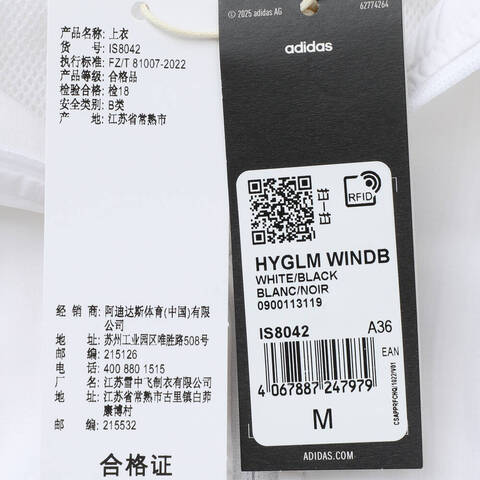 产品名称: 上衣
货 号: IS8042
执行标准: FZ/T 81007-2022
产品等级: 合格品
检验合格: 检18
安全类别: B类
产 地: 江苏省常熟市
经 销 商: 阿迪达斯体育(中国)有限公司
地 址: 苏州工业园区唯胜路508号
邮 编: 215126
电 话: 400 880 1515
厂 名: 江苏雷中飞制衣有限公司
地 址: 江苏省常熟市古里镇白茆
康博村
邮 编: 215532
合格证
© 2025 adidas AG
62774264
adidas
扫一扫
RFID
HYGLM WINDB
WHITE/BLACK
BLANC/NOIR
0900113119
IS8042 A36
EAN
4 067887 247979
M
ADIDAS.COM